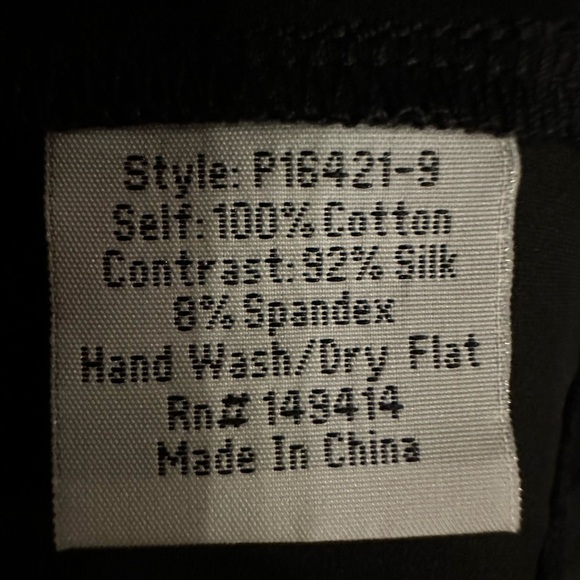 Style: P16421-9
Self: 100% Cotton
Contrast: 92% Silk
8% Spandex
Hand Wash/Dry Flat
Rn# 149414
Made In China